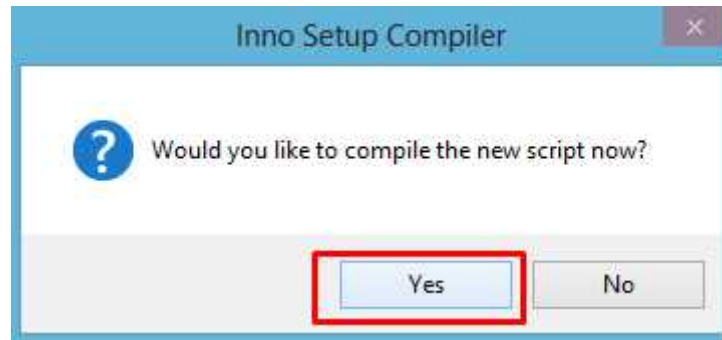 Inno Setup Compiler
Would you like to compile the new script now?
Yes No